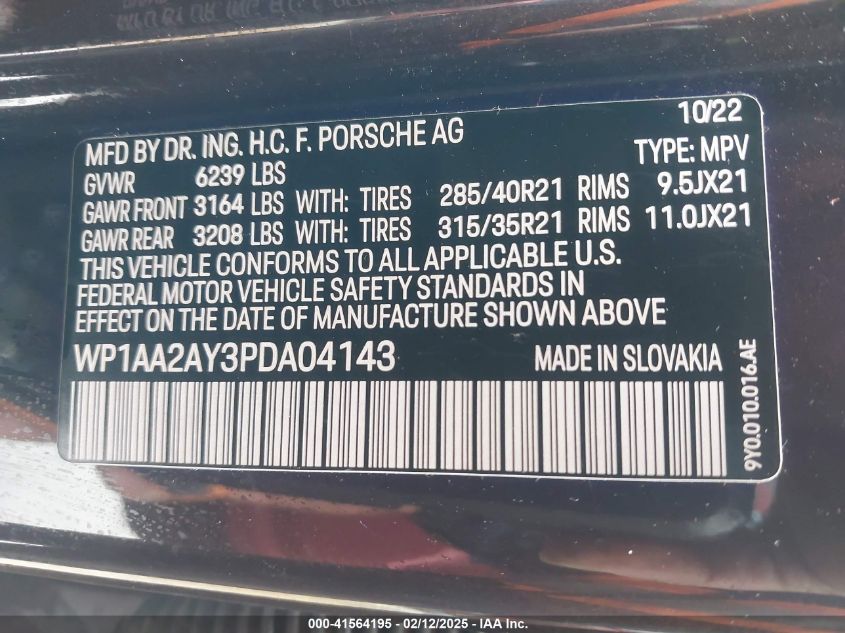 10/22
MFD BY DR. ING. H.C. F. PORSCHE AG TYPE: MPV
GVWR 6239 LBS
GAWR FRONT 3164 LBS WITH: TIRES 285/40R21 RIMS 9.5JX21
GAWR REAR 3208 LBS WITH: TIRES 315/35R21 RIMS 11.0JX21
THIS VEHICLE CONFORMS TO ALL APPLICABLE U.S.
FEDERAL MOTOR VEHICLE SAFETY STANDARDS IN
EFFECT ON THE DATE OF MANUFACTURE SHOWN ABOVE
WP1AA2AY3PDA04143 MADE IN SLOVAKIA
9Y0.010.016.AE
000-41564195 - 02/12/2025 - IAA Inc.